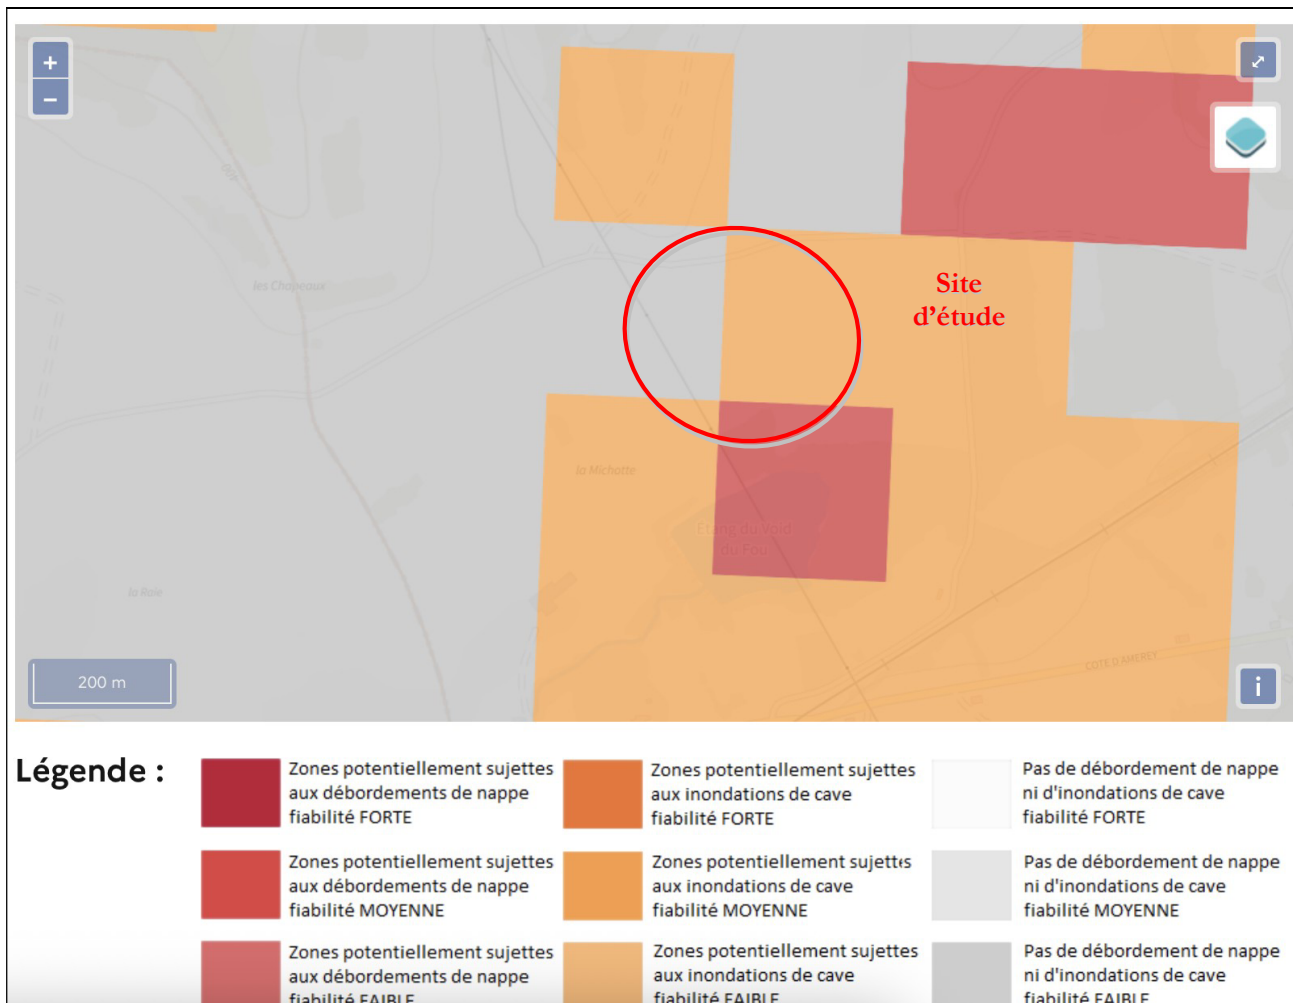 +
−
les Chapeaux
Site
d’étude
la Michotte
Etang du Void
du Fou
la Raie
COTE D'AMEREY
200 m
i
Légende :
Zones potentiellement sujettes
aux débordements de nappe
fiabilité FORTE
Zones potentiellement sujettes
aux inondations de cave
fiabilité FORTE
Pas de débordement de nappe
ni d'inondations de cave
fiabilité FORTE
Zones potentiellement sujettes
aux débordements de nappe
fiabilité MOYENNE
Zones potentiellement sujettes
aux inondations de cave
fiabilité MOYENNE
Pas de débordement de nappe
ni d'inondations de cave
fiabilité MOYENNE
Zones potentiellement sujettes
aux débordements de nappe
fiabilité FAIBLE
Zones potentiellement sujettes
aux inondations de cave
fiabilité FAIBLE
Pas de débordement de nappe
ni d'inondations de cave
fiabilité FAIBLE